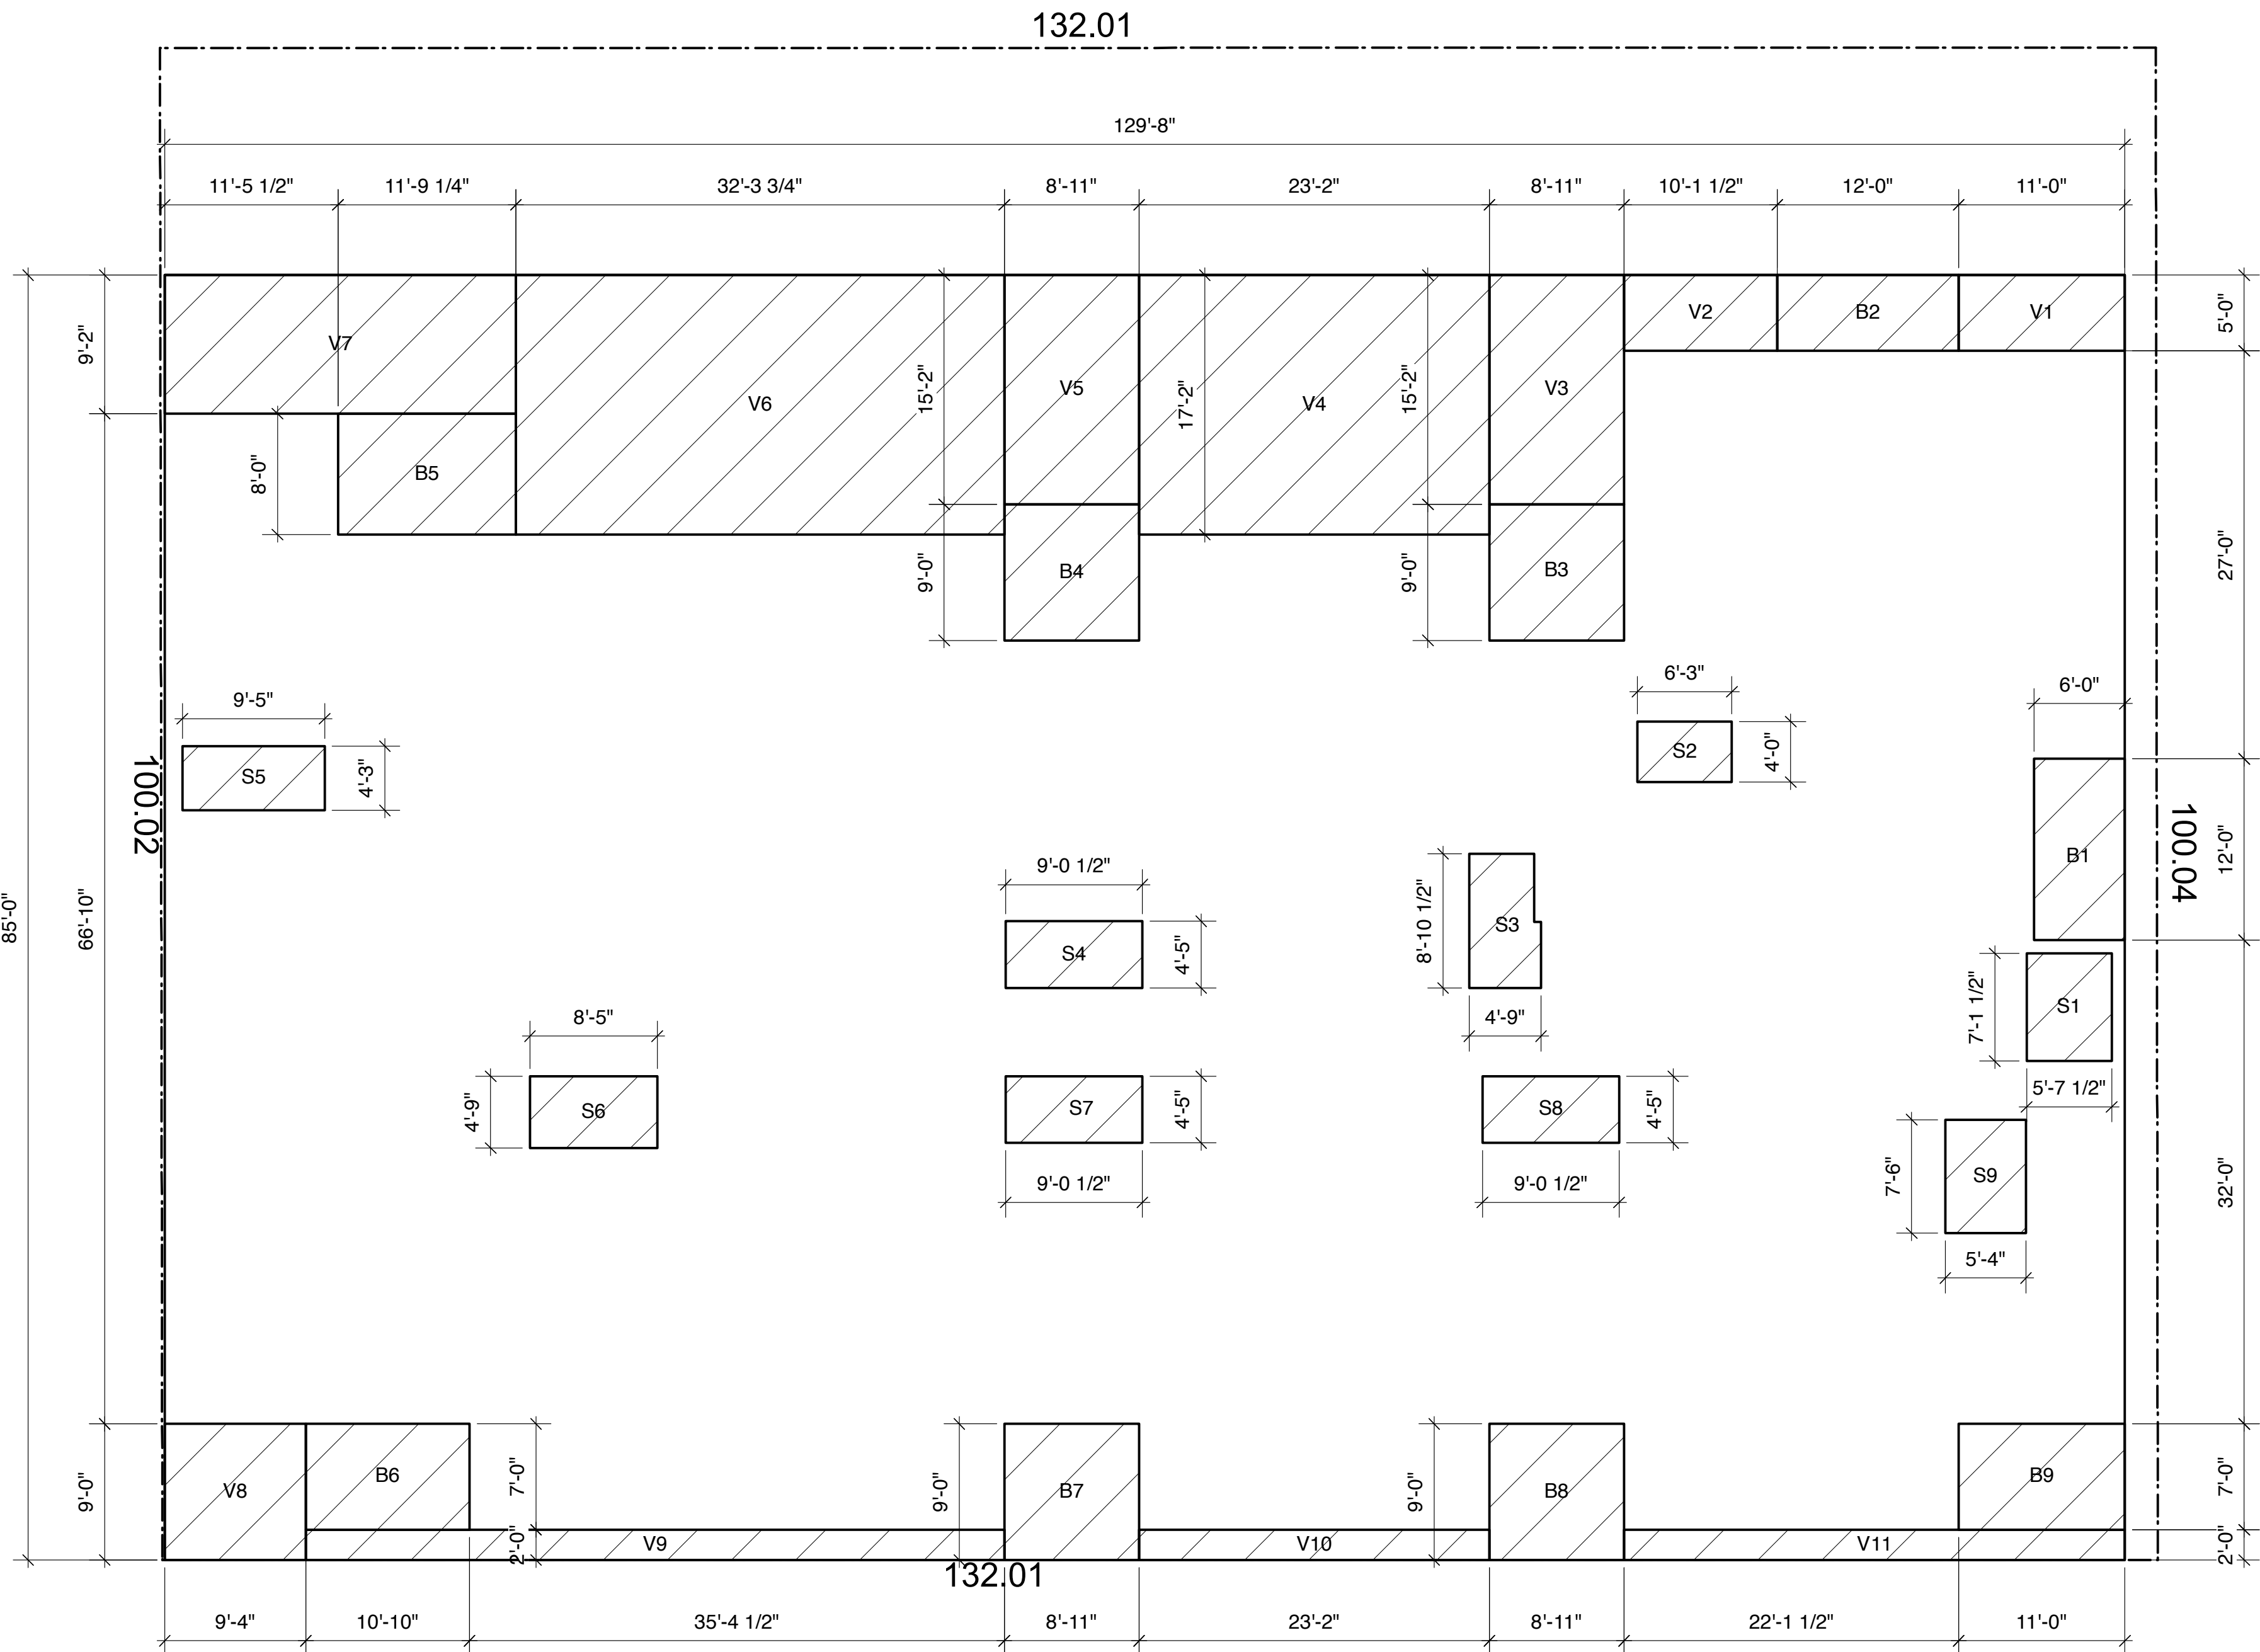 132.01
129'-8"
11'-5 1/2" 11'-9 1/4" 32'-3 3/4" 8'-11" 23'-2" 8'-11" 10'-1 1/2" 12'-0" 11'-0"
9'-2" V7 V6 15'-2" V5 17'-2" V4 15'-2" V3 V2 B2 V1 5'-0"
8'-0" B5 9'-0" B4 9'-0" B3 27'-0"
9'-5" 6'-3" 6'-0"
100.02 S5 4'-3" S2 4'-0"
85'-0" 66'-10" 9'-0 1/2" 8'-10 1/2" S3 B1 12'-0" 100.04
S4 4'-5"
8'-5" 4'-9" 7'-1 1/2" S1
4'-9" S6 S7 4'-5" S8 4'-5" 5'-7 1/2"
9'-0 1/2" 9'-0 1/2" 7'-6" S9 32'-0"
5'-4"
9'-0" V8 B6 7'-0" 9'-0" B7 9'-0" B8 B9 7'-0"
2'-0" V9 V10 V11 2'-0"
132.01
9'-4" 10'-10" 35'-4 1/2" 8'-11" 23'-2" 8'-11" 22'-1 1/2" 11'-0"